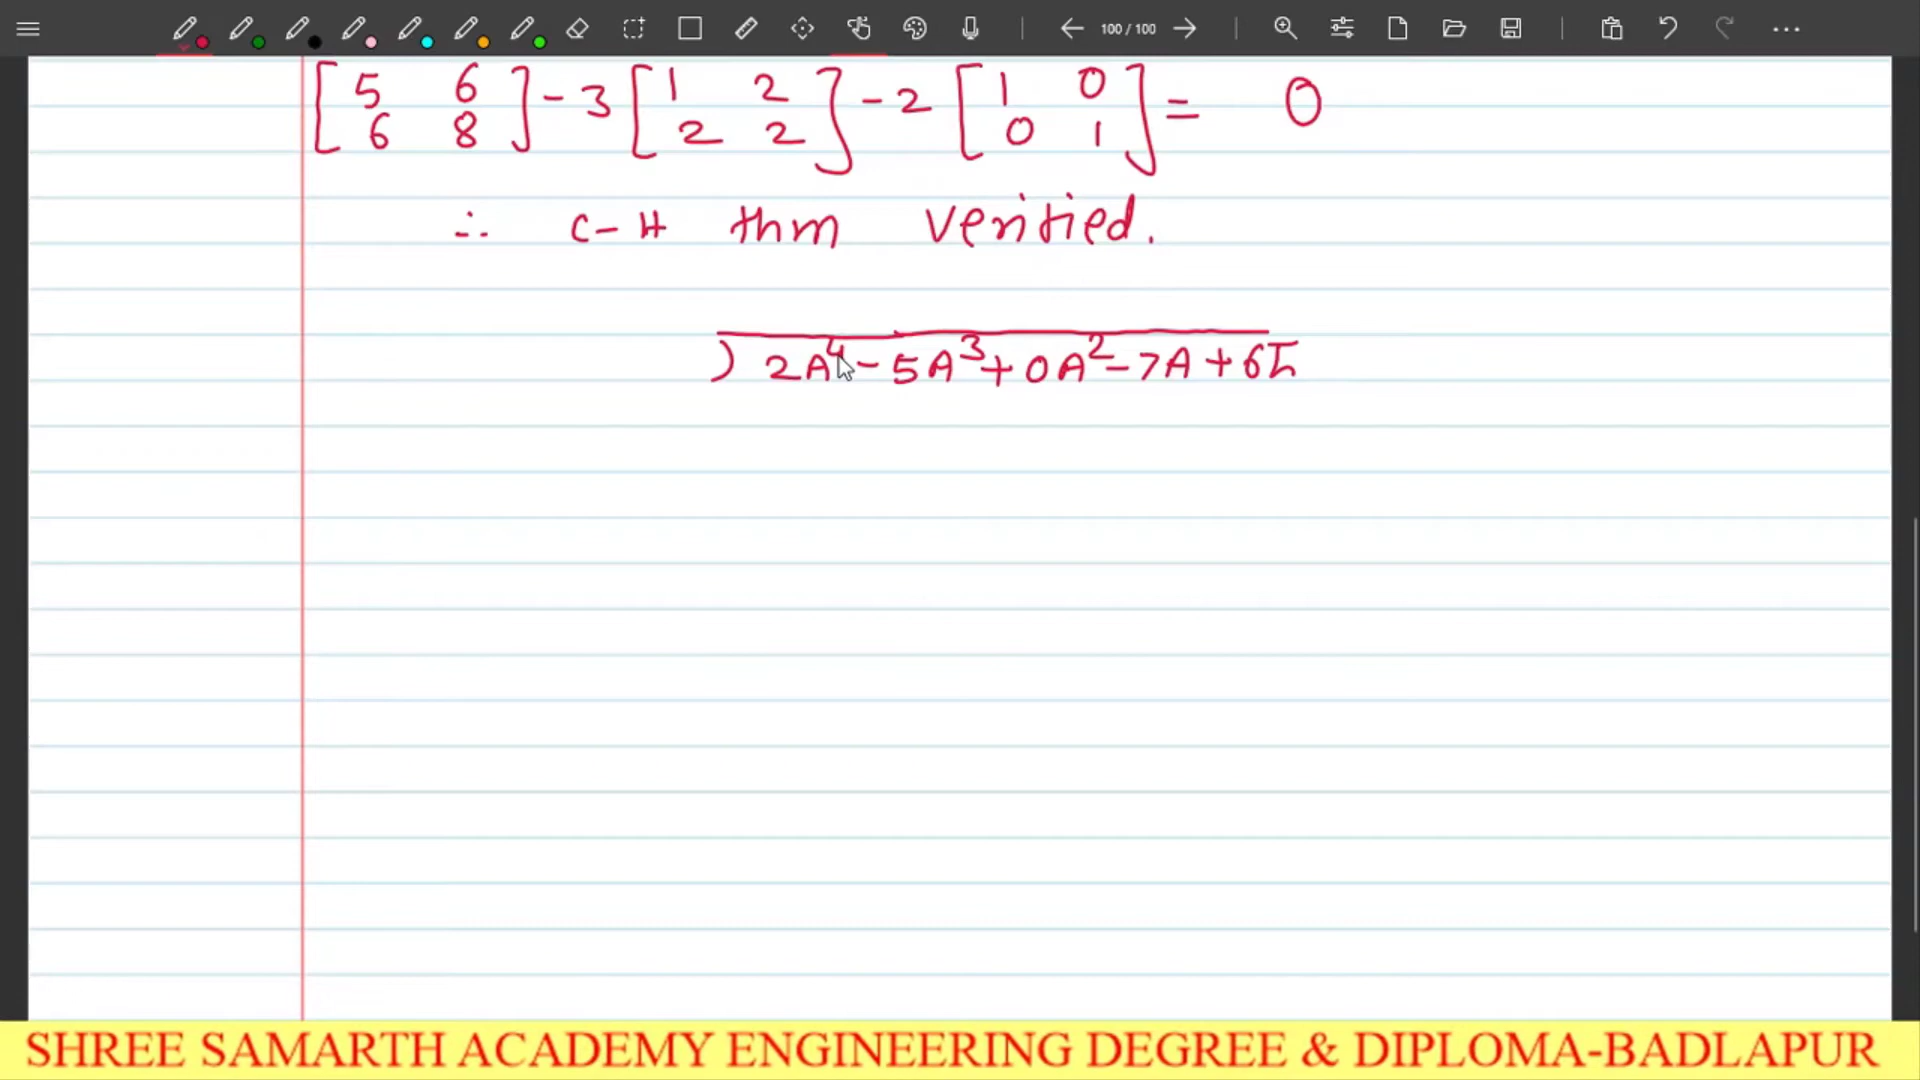 100 / 100
[5 6
6 8] - 3 [1 2
2 2] - 2 [1 0
0 1] = 0
∴ C-H thm verified.
) 2A⁴ - 5A³ + 0A² - 7A + 6I
SHREE SAMARTH ACADEMY ENGINEERING DEGREE & DIPLOMA-BADLAPUR